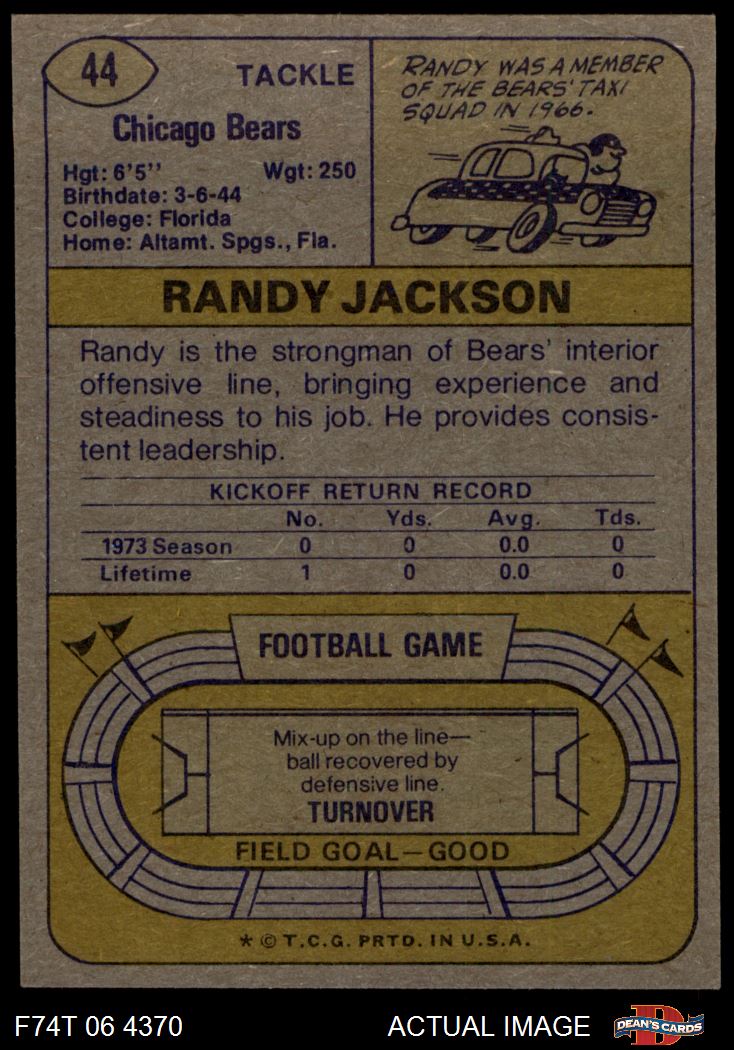 44
TACKLE
Chicago Bears
Hgt: 6'5'' Wgt: 250
Birthdate: 3-6-44
College: Florida
Home: Altamt. Spgs., Fla.
RANDY WAS A MEMBER
OF THE BEARS' TAXI
SQUAD IN 1966.
RANDY JACKSON
Randy is the strongman of Bears' interior
offensive line, bringing experience and
steadiness to his job. He provides consis-
tent leadership.
KICKOFF RETURN RECORD
No. Yds. Avg. Tds.
1973 Season 0 0 0.0 0
Lifetime 1 0 0.0 0
FOOTBALL GAME
Mix-up on the line—
ball recovered by
defensive line.
TURNOVER
FIELD GOAL—GOOD
* © T.C.G. PRTD. IN U.S.A.
F74T 06 4370 ACTUAL IMAGE
D
DEAN'S CARDS